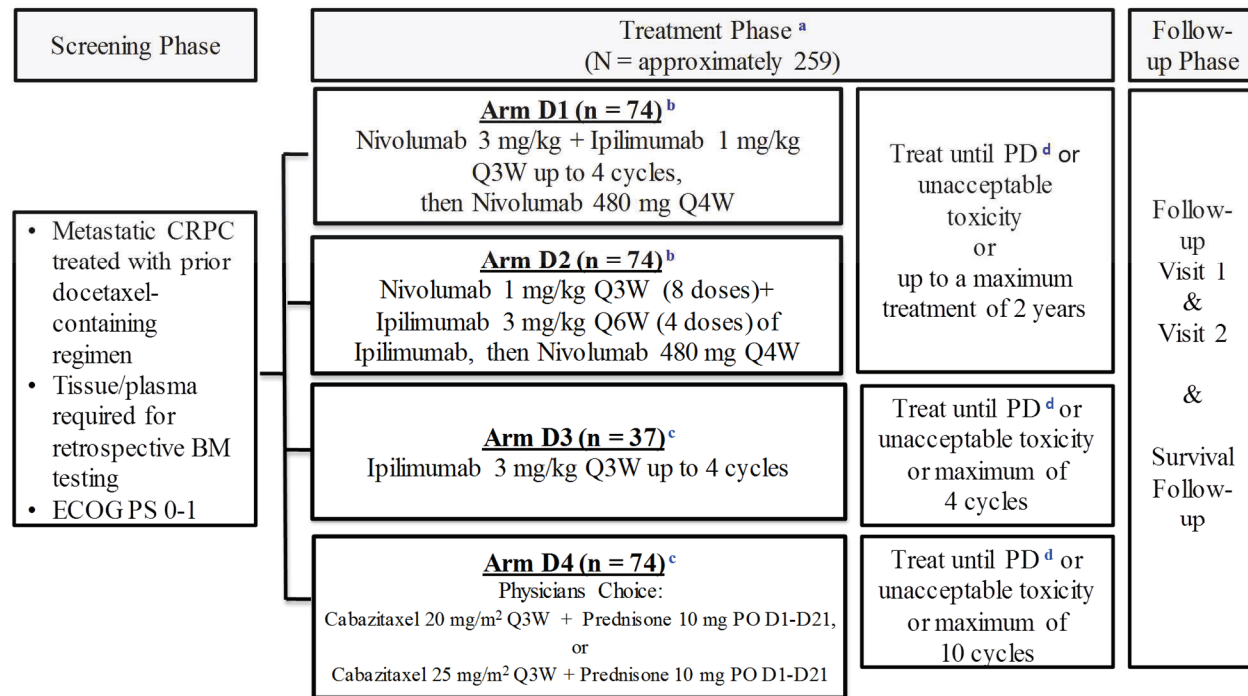 Screening Phase
Treatment Phase a
(N = approximately 259)
Follow-
up Phase
• Metastatic CRPC
treated with prior
docetaxel-
containing
regimen
• Tissue/plasma
required for
retrospective BM
testing
• ECOG PS 0-1
Arm D1 (n = 74) b
Nivolumab 3 mg/kg + Ipilimumab 1 mg/kg
Q3W up to 4 cycles,
then Nivolumab 480 mg Q4W
Arm D2 (n = 74) b
Nivolumab 1 mg/kg Q3W (8 doses)+
Ipilimumab 3 mg/kg Q6W (4 doses) of
Ipilimumab, then Nivolumab 480 mg Q4W
Treat until PD d or
unacceptable
toxicity
or
up to a maximum
treatment of 2 years
Arm D3 (n = 37) c
Ipilimumab 3 mg/kg Q3W up to 4 cycles
Treat until PD d or
unacceptable toxicity
or maximum of
4 cycles
Arm D4 (n = 74) c
Physicians Choice:
Cabazitaxel 20 mg/m² Q3W + Prednisone 10 mg PO D1-D21,
or
Cabazitaxel 25 mg/m² Q3W + Prednisone 10 mg PO D1-D21
Treat until PD d or
unacceptable toxicity
or maximum of
10 cycles
Follow-
up
Visit 1
&
Visit 2
&
Survival
Follow-
up